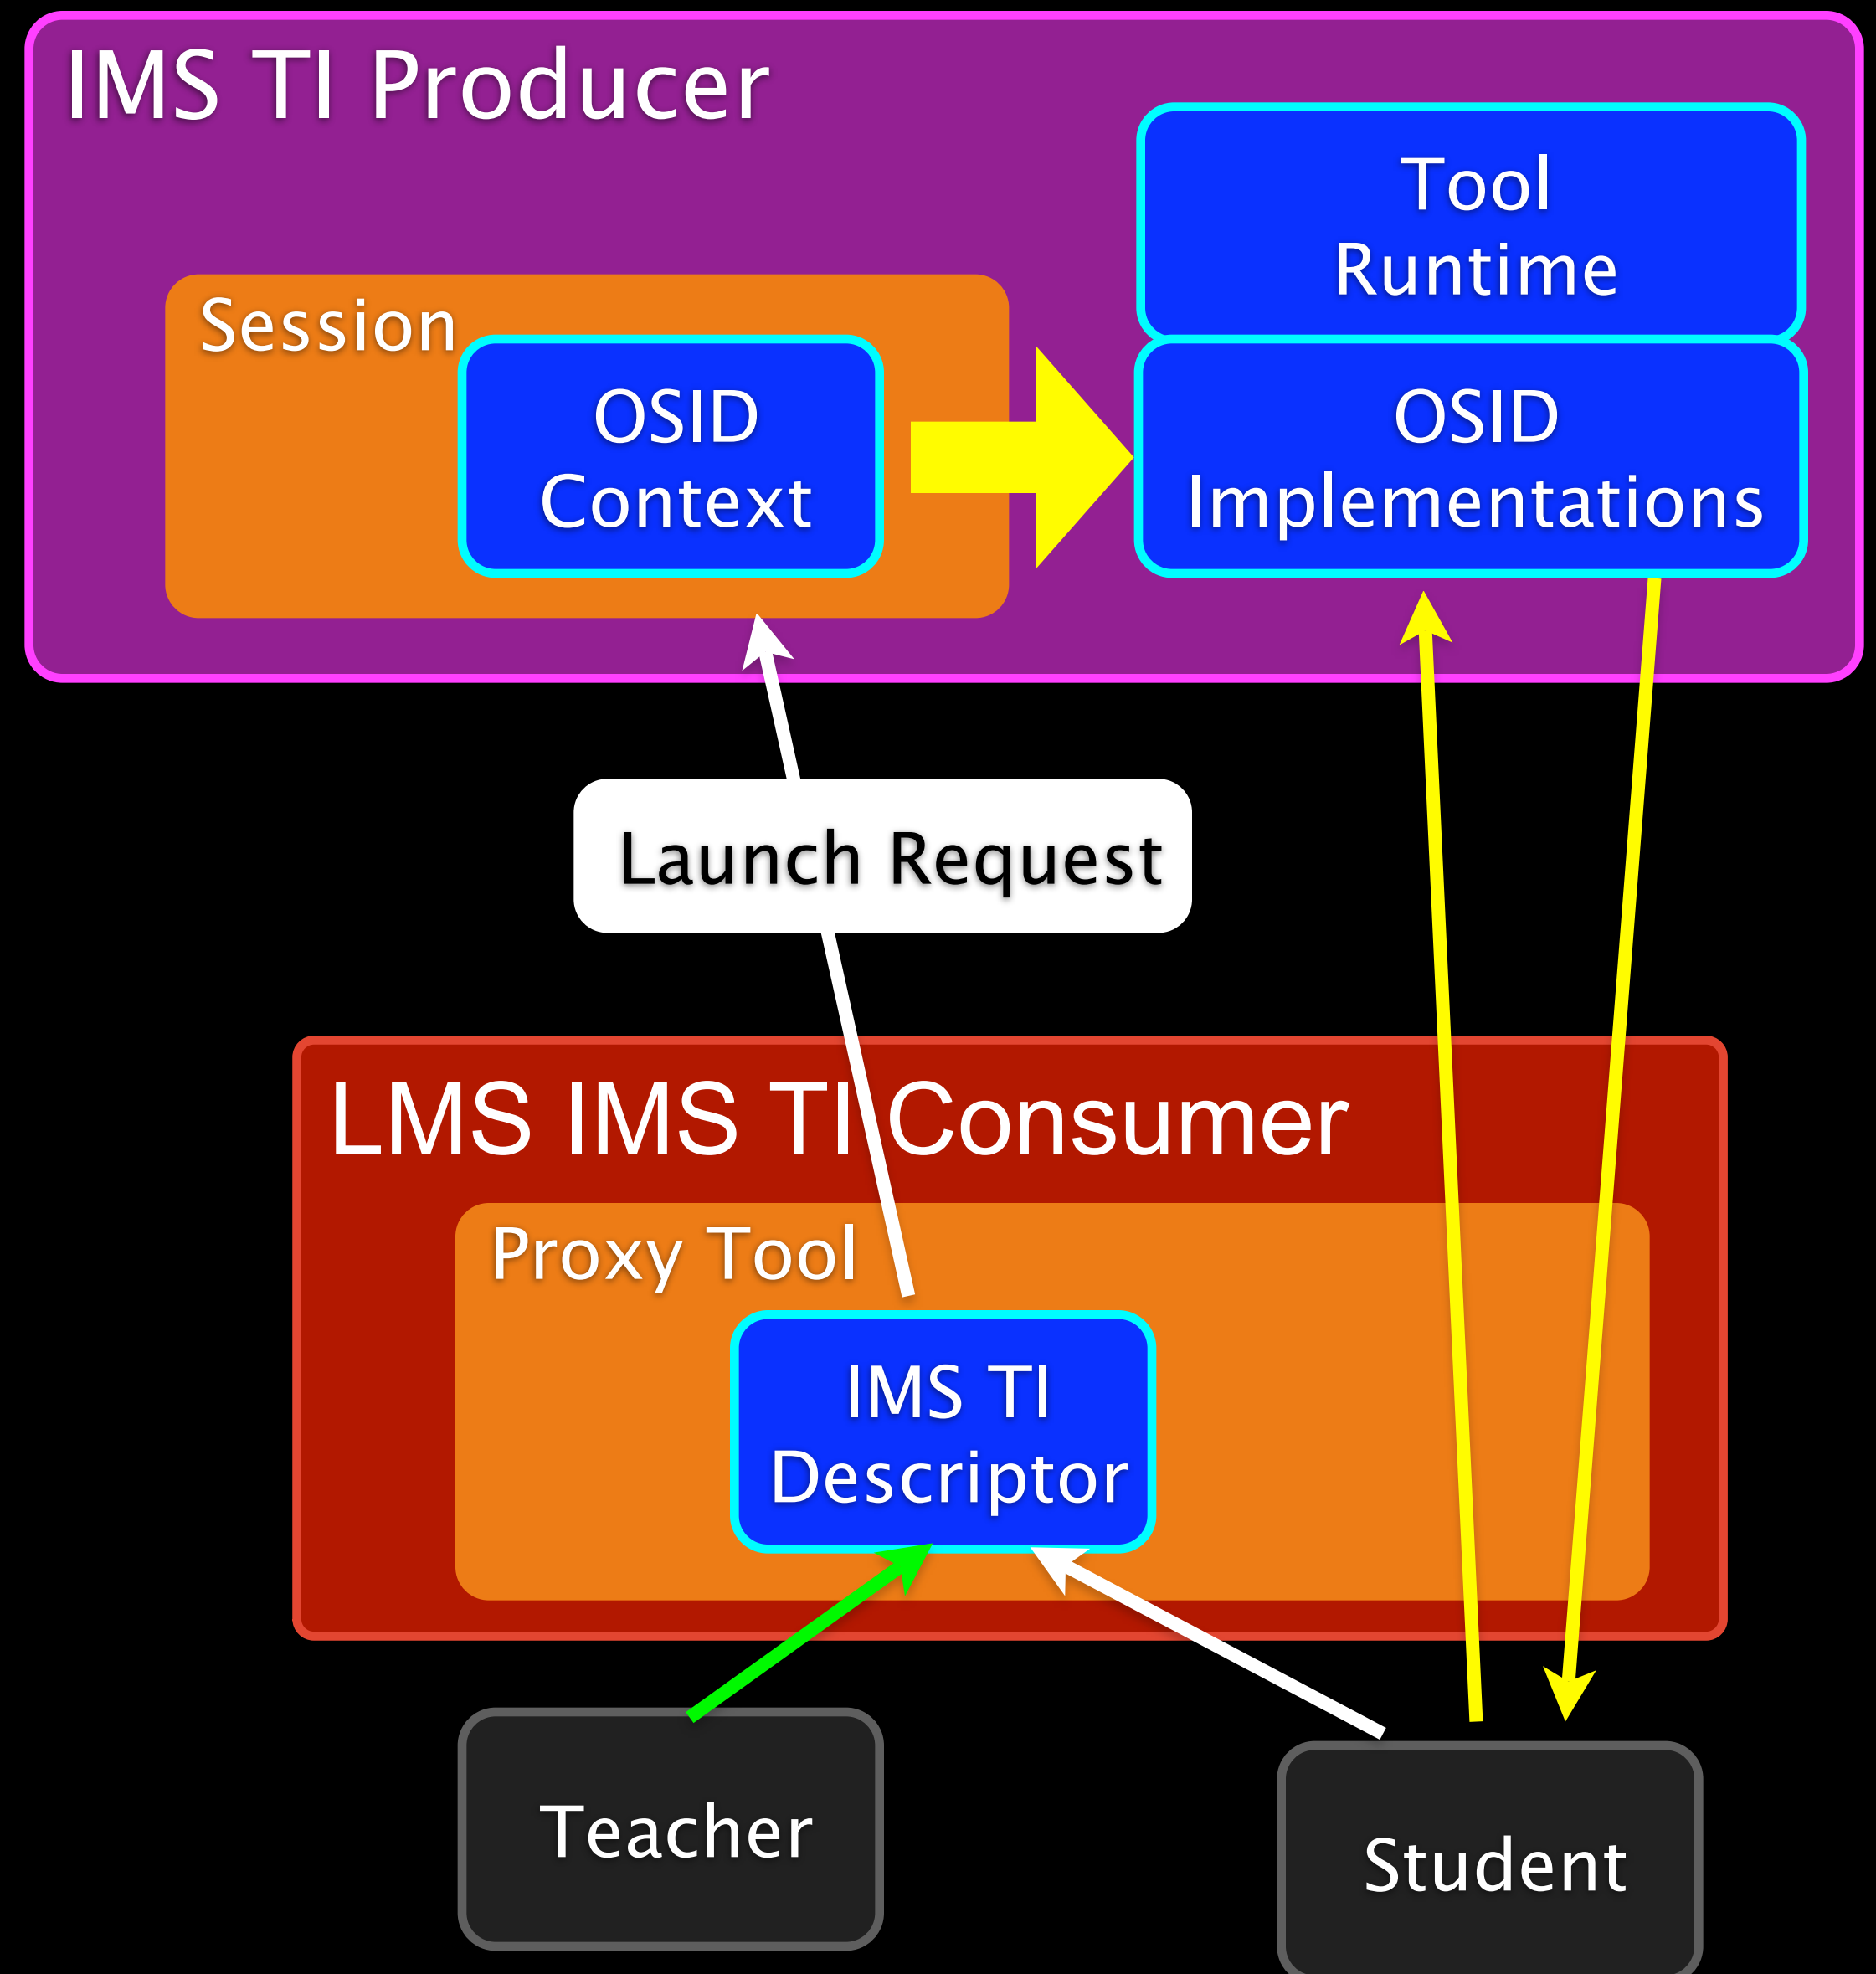 IMS TI Producer
Tool
Runtime
Session
OSID
Context
OSID
Implementations
Launch Request
LMS IMS TI Consumer
Proxy Tool
IMS TI
Descriptor
Teacher
Student